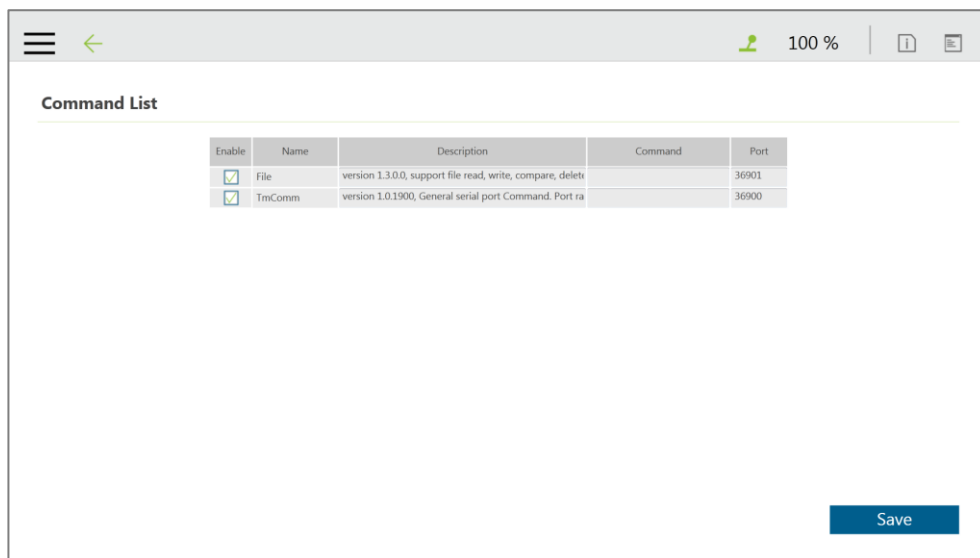 100 %
Command List
Enable Name Description Command Port
File version 1.3.0.0, support file read, write, compare, delete 36901
TmComm version 1.0.1900, General serial port Command. Port ra 36900
Save